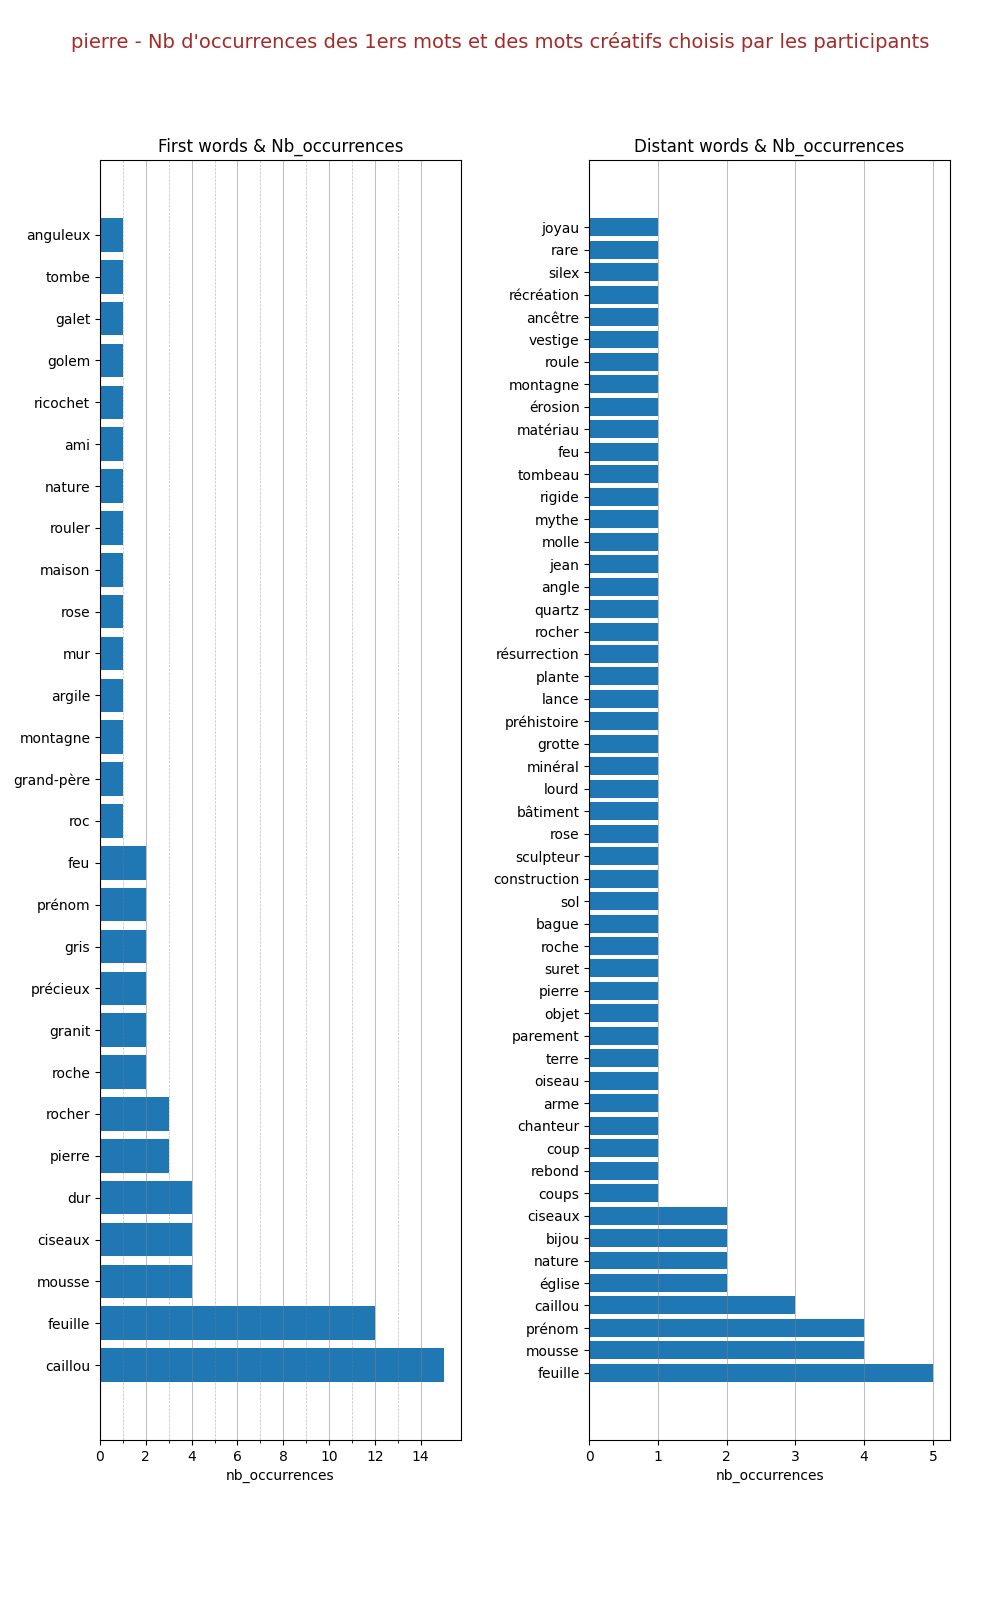 pierre - Nb d'occurrences des 1ers mots et des mots créatifs choisis par les participants
First words & Nb_occurrences
anguleux
tombe
galet
golem
ricochet
ami
nature
rouler
maison
rose
mur
argile
montagne
grand-père
roc
feu
prénom
gris
précieux
granit
roche
rocher
pierre
dur
ciseaux
mousse
feuille
caillou
0 2 4 6 8 10 12 14
nb_occurrences
Distant words & Nb_occurrences
joyau
rare
silex
récréation
ancêtre
vestige
roule
montagne
érosion
matériau
feu
tombeau
rigide
mythe
molle
jean
angle
quartz
rocher
résurrection
plante
lance
préhistoire
grotte
minéral
lourd
bâtiment
rose
sculpteur
construction
sol
bague
roche
suret
pierre
objet
parement
terre
oiseau
arme
chanteur
coup
rebond
coups
ciseaux
bijou
nature
église
caillou
prénom
mousse
feuille
0 1 2 3 4 5
nb_occurrences